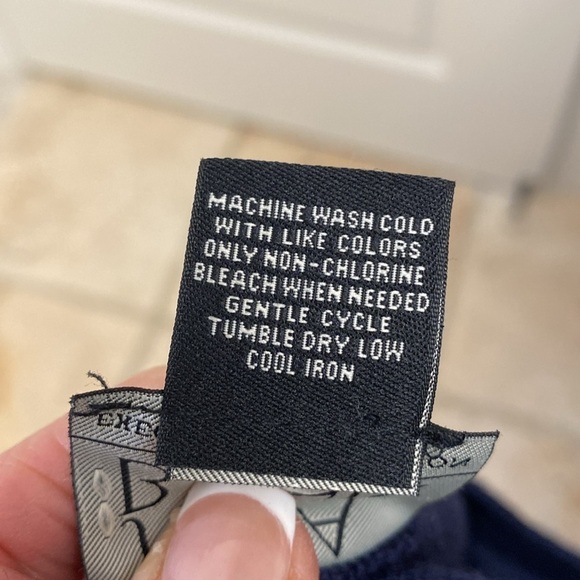 MACHINE WASH COLD
WITH LIKE COLORS
ONLY NON-CHLORINE
BLEACH WHEN NEEDED
GENTLE CYCLE
TUMBLE DRY LOW
COOL IRON